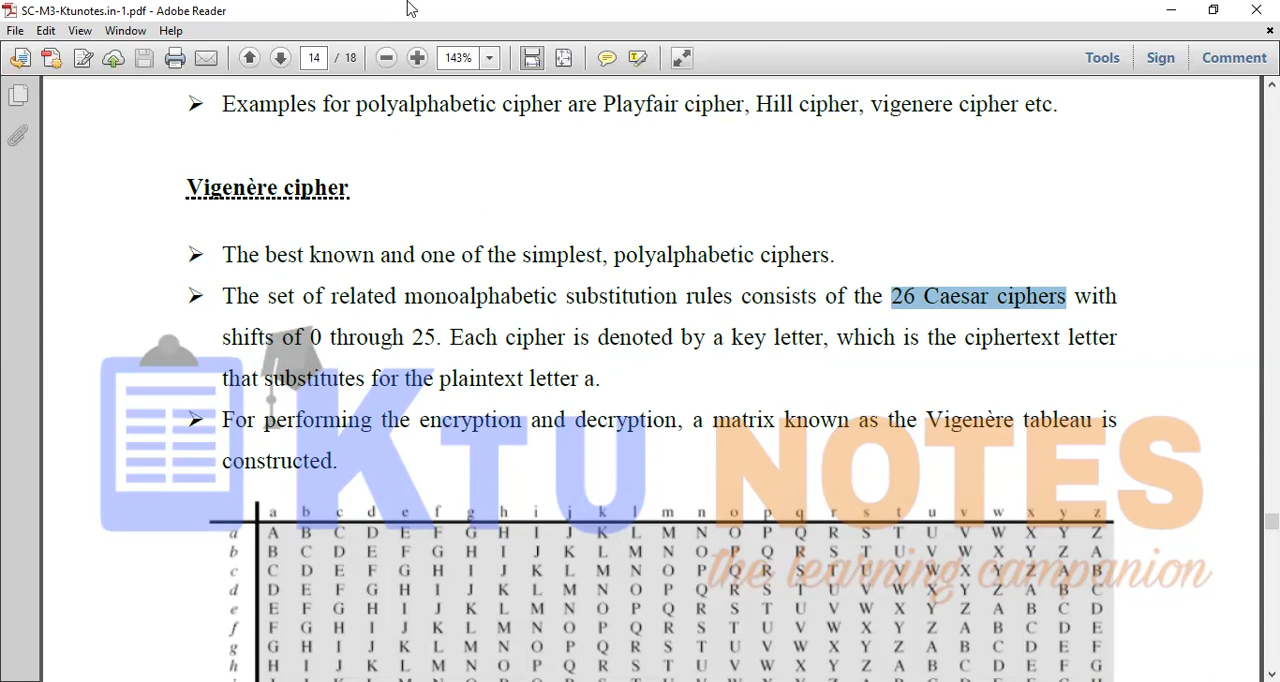 SC-M3-Ktunotes.in-1.pdf - Adobe Reader
File Edit View Window Help
14 / 18 143% Tools Sign Comment
➢ Examples for polyalphabetic cipher are Playfair cipher, Hill cipher, vigenere cipher etc.
Vigenère cipher
➢ The best known and one of the simplest, polyalphabetic ciphers.
➢ The set of related monoalphabetic substitution rules consists of the 26 Caesar ciphers with
shifts of 0 through 25. Each cipher is denoted by a key letter, which is the ciphertext letter
that substitutes for the plaintext letter a.
➢ For performing the encryption and decryption, a matrix known as the Vigenère tableau is
constructed.
KTU NOTES
the learning companion
a b c d e f g h i j k l m n o p q r s t u v w x y z
a A B C D E F G H I J K L M N O P Q R S T U V W X Y Z
b B C D E F G H I J K L M N O P Q R S T U V W X Y Z A
c C D E F G H I J K L M N O P Q R S T U V W X Y Z A B
d D E F G H I J K L M N O P Q R S T U V W X Y Z A B C
e E F G H I J K L M N O P Q R S T U V W X Y Z A B C D
f F G H I J K L M N O P Q R S T U V W X Y Z A B C D E
g G H I J K L M N O P Q R S T U V W X Y Z A B C D E F
h H I J K L M N O P Q R S T U V W X Y Z A B C D E F G